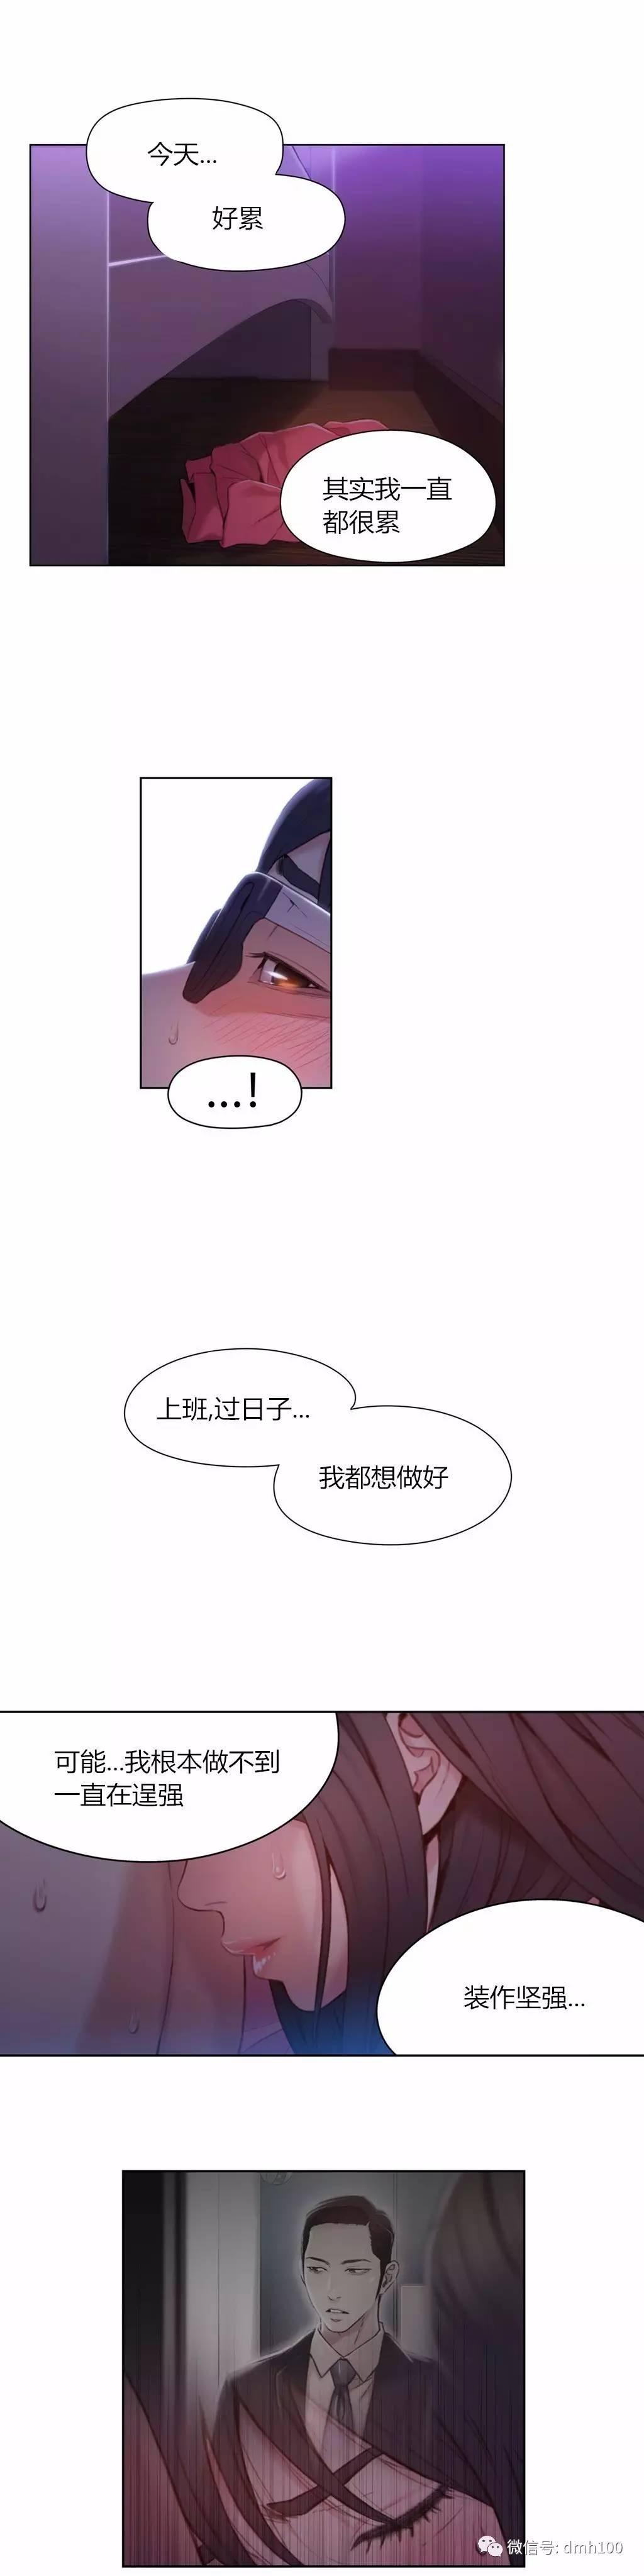 今天...
好累
其实我一直
都很累
...!
上班,过日子...
我都想做好
可能...我根本做不到
一直在逞强
装作坚强...
微信号: dmh100